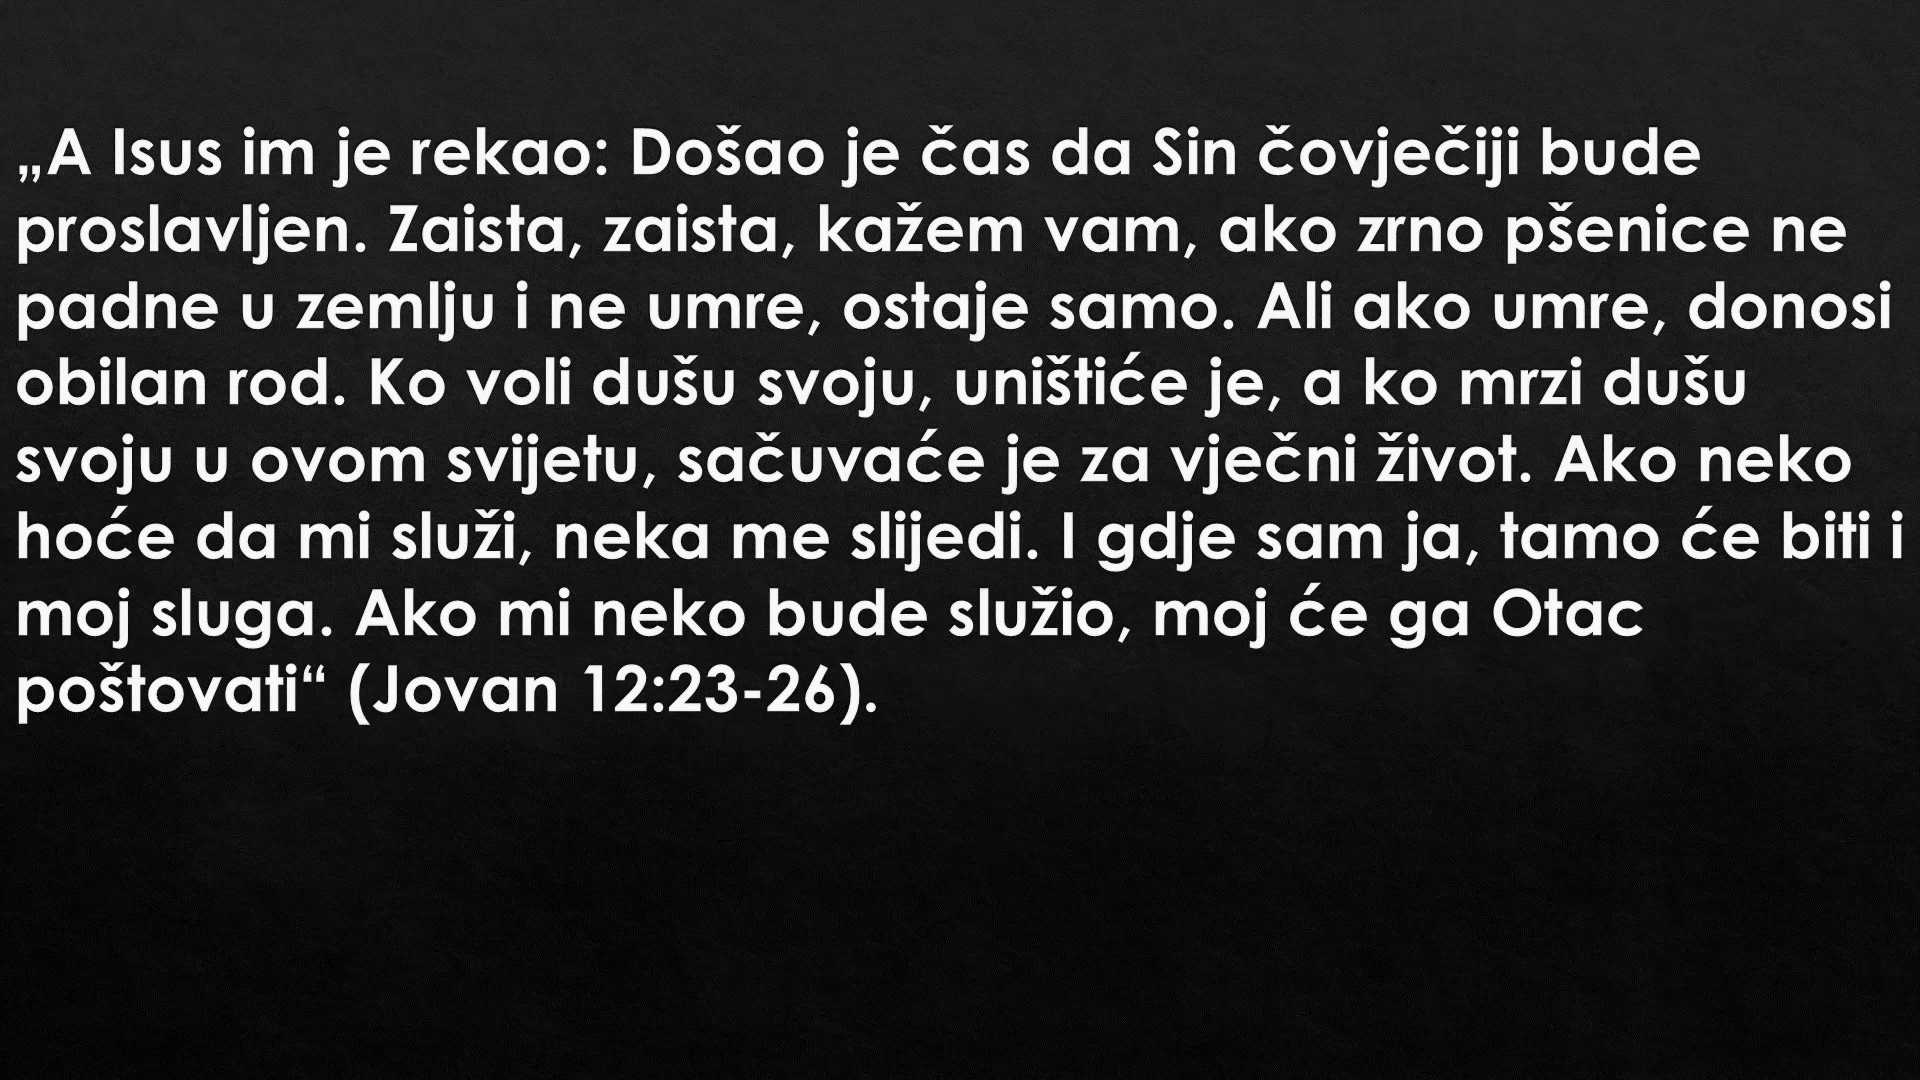 „A Isus im je rekao: Došao je čas da Sin čovječiji bude
proslavljen. Zaista, zaista, kažem vam, ako zrno pšenice ne
padne u zemlju i ne umre, ostaje samo. Ali ako umre, donosi
obilan rod. Ko voli dušu svoju, uništiće je, a ko mrzi dušu
svoju u ovom svijetu, sačuvaće je za vječni život. Ako neko
hoće da mi služi, neka me slijedi. I gdje sam ja, tamo će biti i
moj sluga. Ako mi neko bude služio, moj će ga Otac
poštovati“ (Jovan 12:23-26).